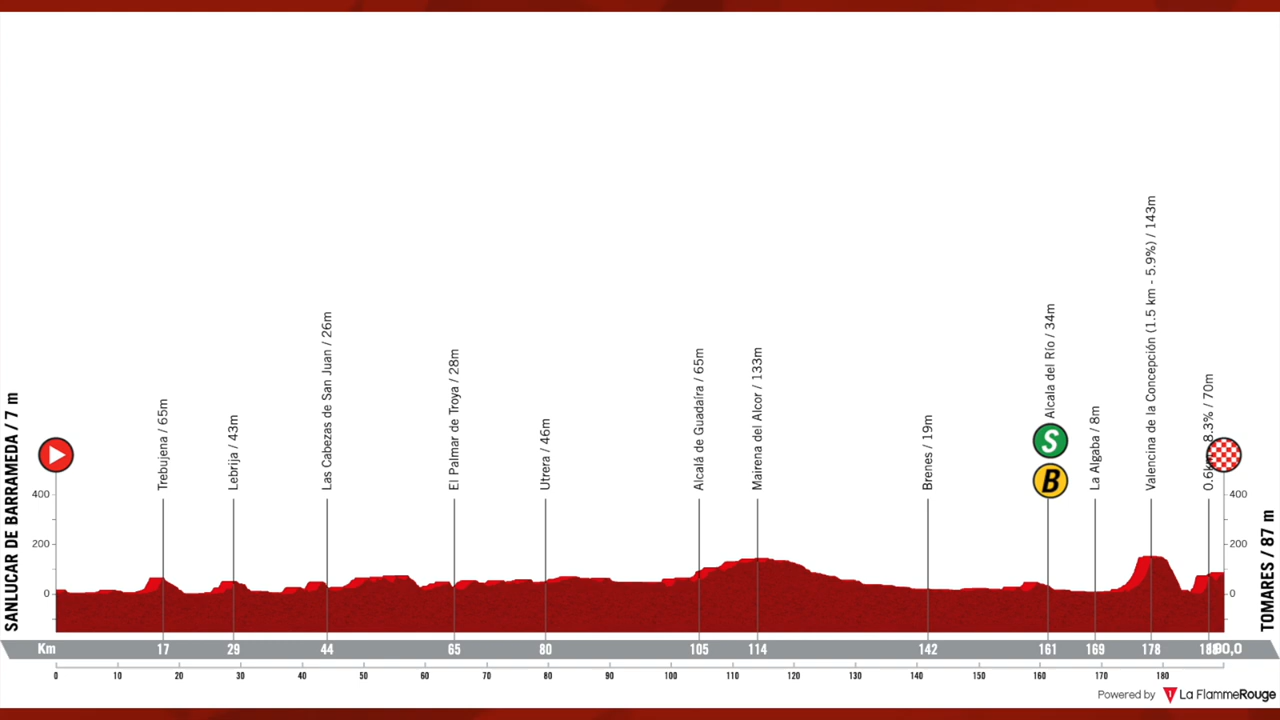 SANLUCAR DE BARRAMEDA / 7 m
Trebujena / 65m
Lebrija / 43m
Las Cabezas de San Juan / 26m
El Palmar de Troya / 28m
Utrera / 46m
Alcalá de Guadaíra / 65m
Mairena del Alcor / 133m
Brenes / 19m
Alcala del Río / 34m
S
B
La Algaba / 8m
Valencina de la Concepción (1.5 km - 5.9%) / 143m
8.3% / 70m
TOMARES / 87 m
400 400
200 200
0 0
Km 17 29 44 65 80 105 114 142 161 169 178
0 10 20 30 40 50 60 70 80 90 100 110 120 130 140 150 160 170 180
Powered by La FlammeRouge